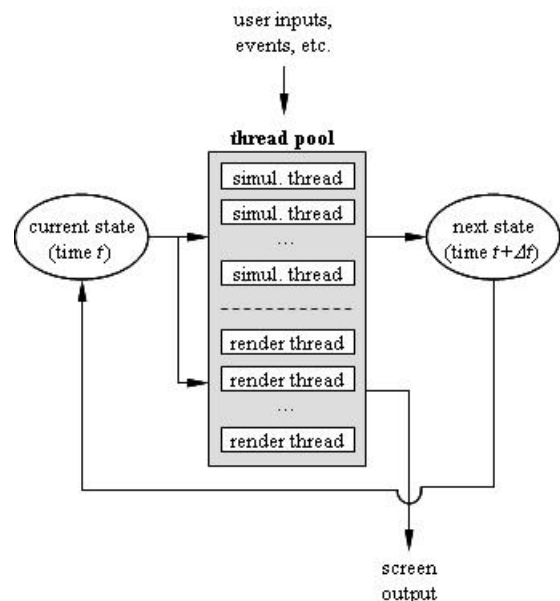 user inputs,
events, etc.
thread pool
simul. thread
simul. thread
...
simul. thread
render thread
render thread
...
render thread
current state
(time t)
next state
(time t+Δt)
screen
output